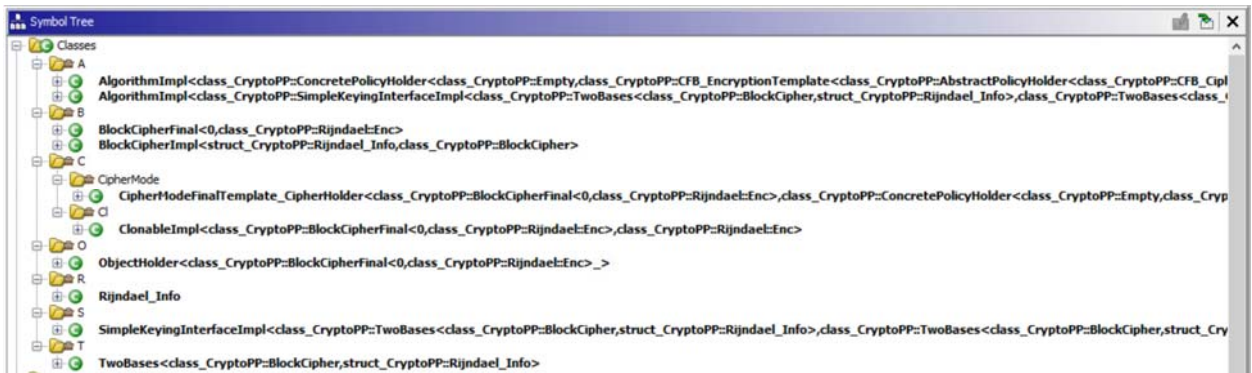 Symbol Tree
Classes
A
AlgorithmImpl<class_CryptoPP::ConcretePolicyHolder<class_CryptoPP::Empty,class_CryptoPP::CFB_EncryptionTemplate<class_CryptoPP::AbstractPolicyHolder<class_CryptoPP::CFB_Cipl
AlgorithmImpl<class_CryptoPP::SimpleKeyingInterfaceImpl<class_CryptoPP::TwoBases<class_CryptoPP::BlockCipher,struct_CryptoPP::Rijndael_Info>,class_CryptoPP::TwoBases<class_
B
BlockCipherFinal<0,class_CryptoPP::Rijndael::Enc>
BlockCipherImpl<struct_CryptoPP::Rijndael_Info,class_CryptoPP::BlockCipher>
C
CipherMode
CipherModeFinalTemplate_CipherHolder<class_CryptoPP::BlockCipherFinal<0,class_CryptoPP::Rijndael::Enc>,class_CryptoPP::ConcretePolicyHolder<class_CryptoPP::Empty,class_Cryp
Cl
ClonableImpl<class_CryptoPP::BlockCipherFinal<0,class_CryptoPP::Rijndael::Enc>,class_CryptoPP::Rijndael::Enc>
O
ObjectHolder<class_CryptoPP::BlockCipherFinal<0,class_CryptoPP::Rijndael::Enc>_>
R
Rijndael_Info
S
SimpleKeyingInterfaceImpl<class_CryptoPP::TwoBases<class_CryptoPP::BlockCipher,struct_CryptoPP::Rijndael_Info>,class_CryptoPP::TwoBases<class_CryptoPP::BlockCipher,struct_Cry
T
TwoBases<class_CryptoPP::BlockCipher,struct_CryptoPP::Rijndael_Info>